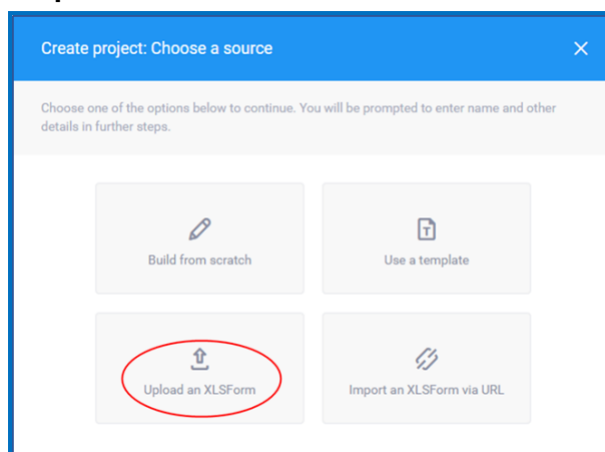 Create project: Choose a source
Choose one of the options below to continue. You will be prompted to enter name and other
details in further steps.
Build from scratch
Use a template
Upload an XLSForm
Import an XLSForm via URL